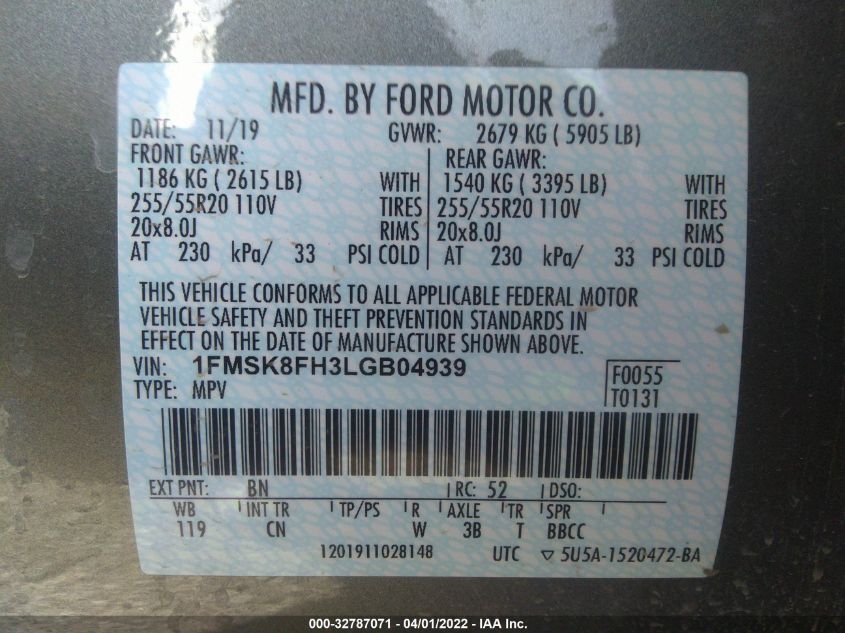 MFD. BY FORD MOTOR CO.
DATE: 11/19 GVWR: 2679 KG ( 5905 LB)
FRONT GAWR: REAR GAWR:
1186 KG ( 2615 LB) WITH 1540 KG ( 3395 LB) WITH
255/55R20 110V TIRES 255/55R20 110V TIRES
20x8.0J RIMS 20x8.0J RIMS
AT 230 kPa/ 33 PSI COLD AT 230 kPa/ 33 PSI COLD
THIS VEHICLE CONFORMS TO ALL APPLICABLE FEDERAL MOTOR
VEHICLE SAFETY AND THEFT PREVENTION STANDARDS IN
EFFECT ON THE DATE OF MANUFACTURE SHOWN ABOVE.
VIN: 1FMSK8FH3LGB04939 F0055
TYPE: MPV T0131
EXT PNT: BN RC: 52 DSO:
WB INT TR TP/PS R AXLE TR SPR
119 CN W 3B T BBCC
1201911028148 UTC ▽ 5U5A-1520472-BA
000-32787071 - 04/01/2022 - IAA Inc.